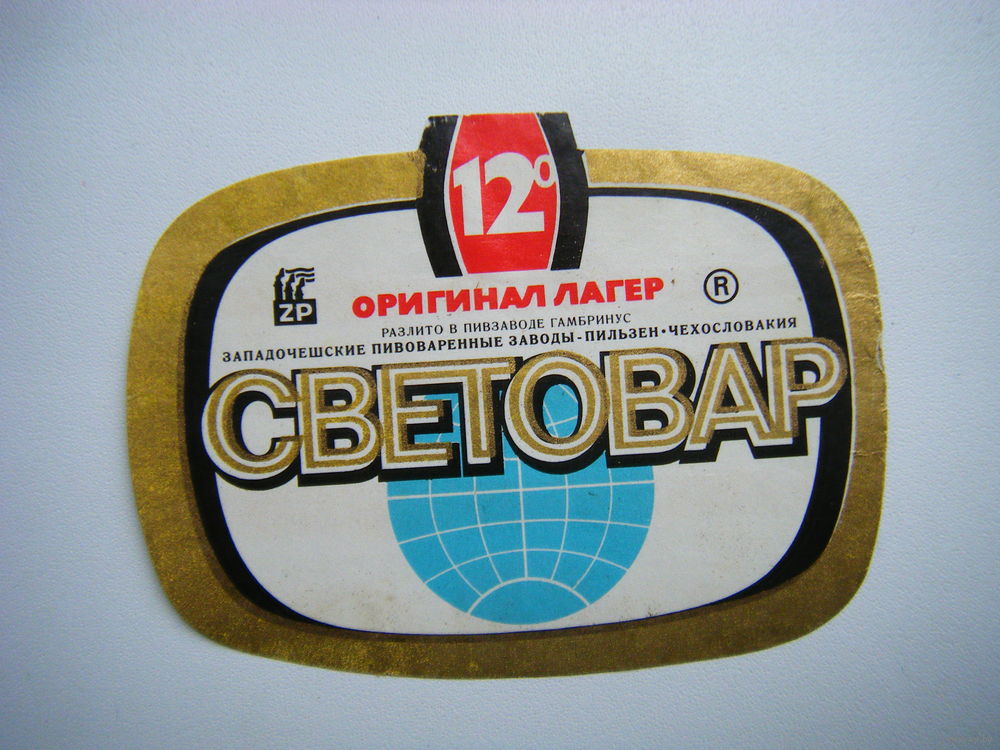 12°
ОРИГИНАЛ ЛАГЕР
®
ZP
РАЗЛИТО В ПИВЗАВОДЕ ГАМБРИНУС
ЗАПАДОЧЕШСКИЕ ПИВОВАРЕННЫЕ ЗАВОДЫ-ПИЛЬЗЕН•ЧЕХОСЛОВАКИЯ
СВЕТОВАР